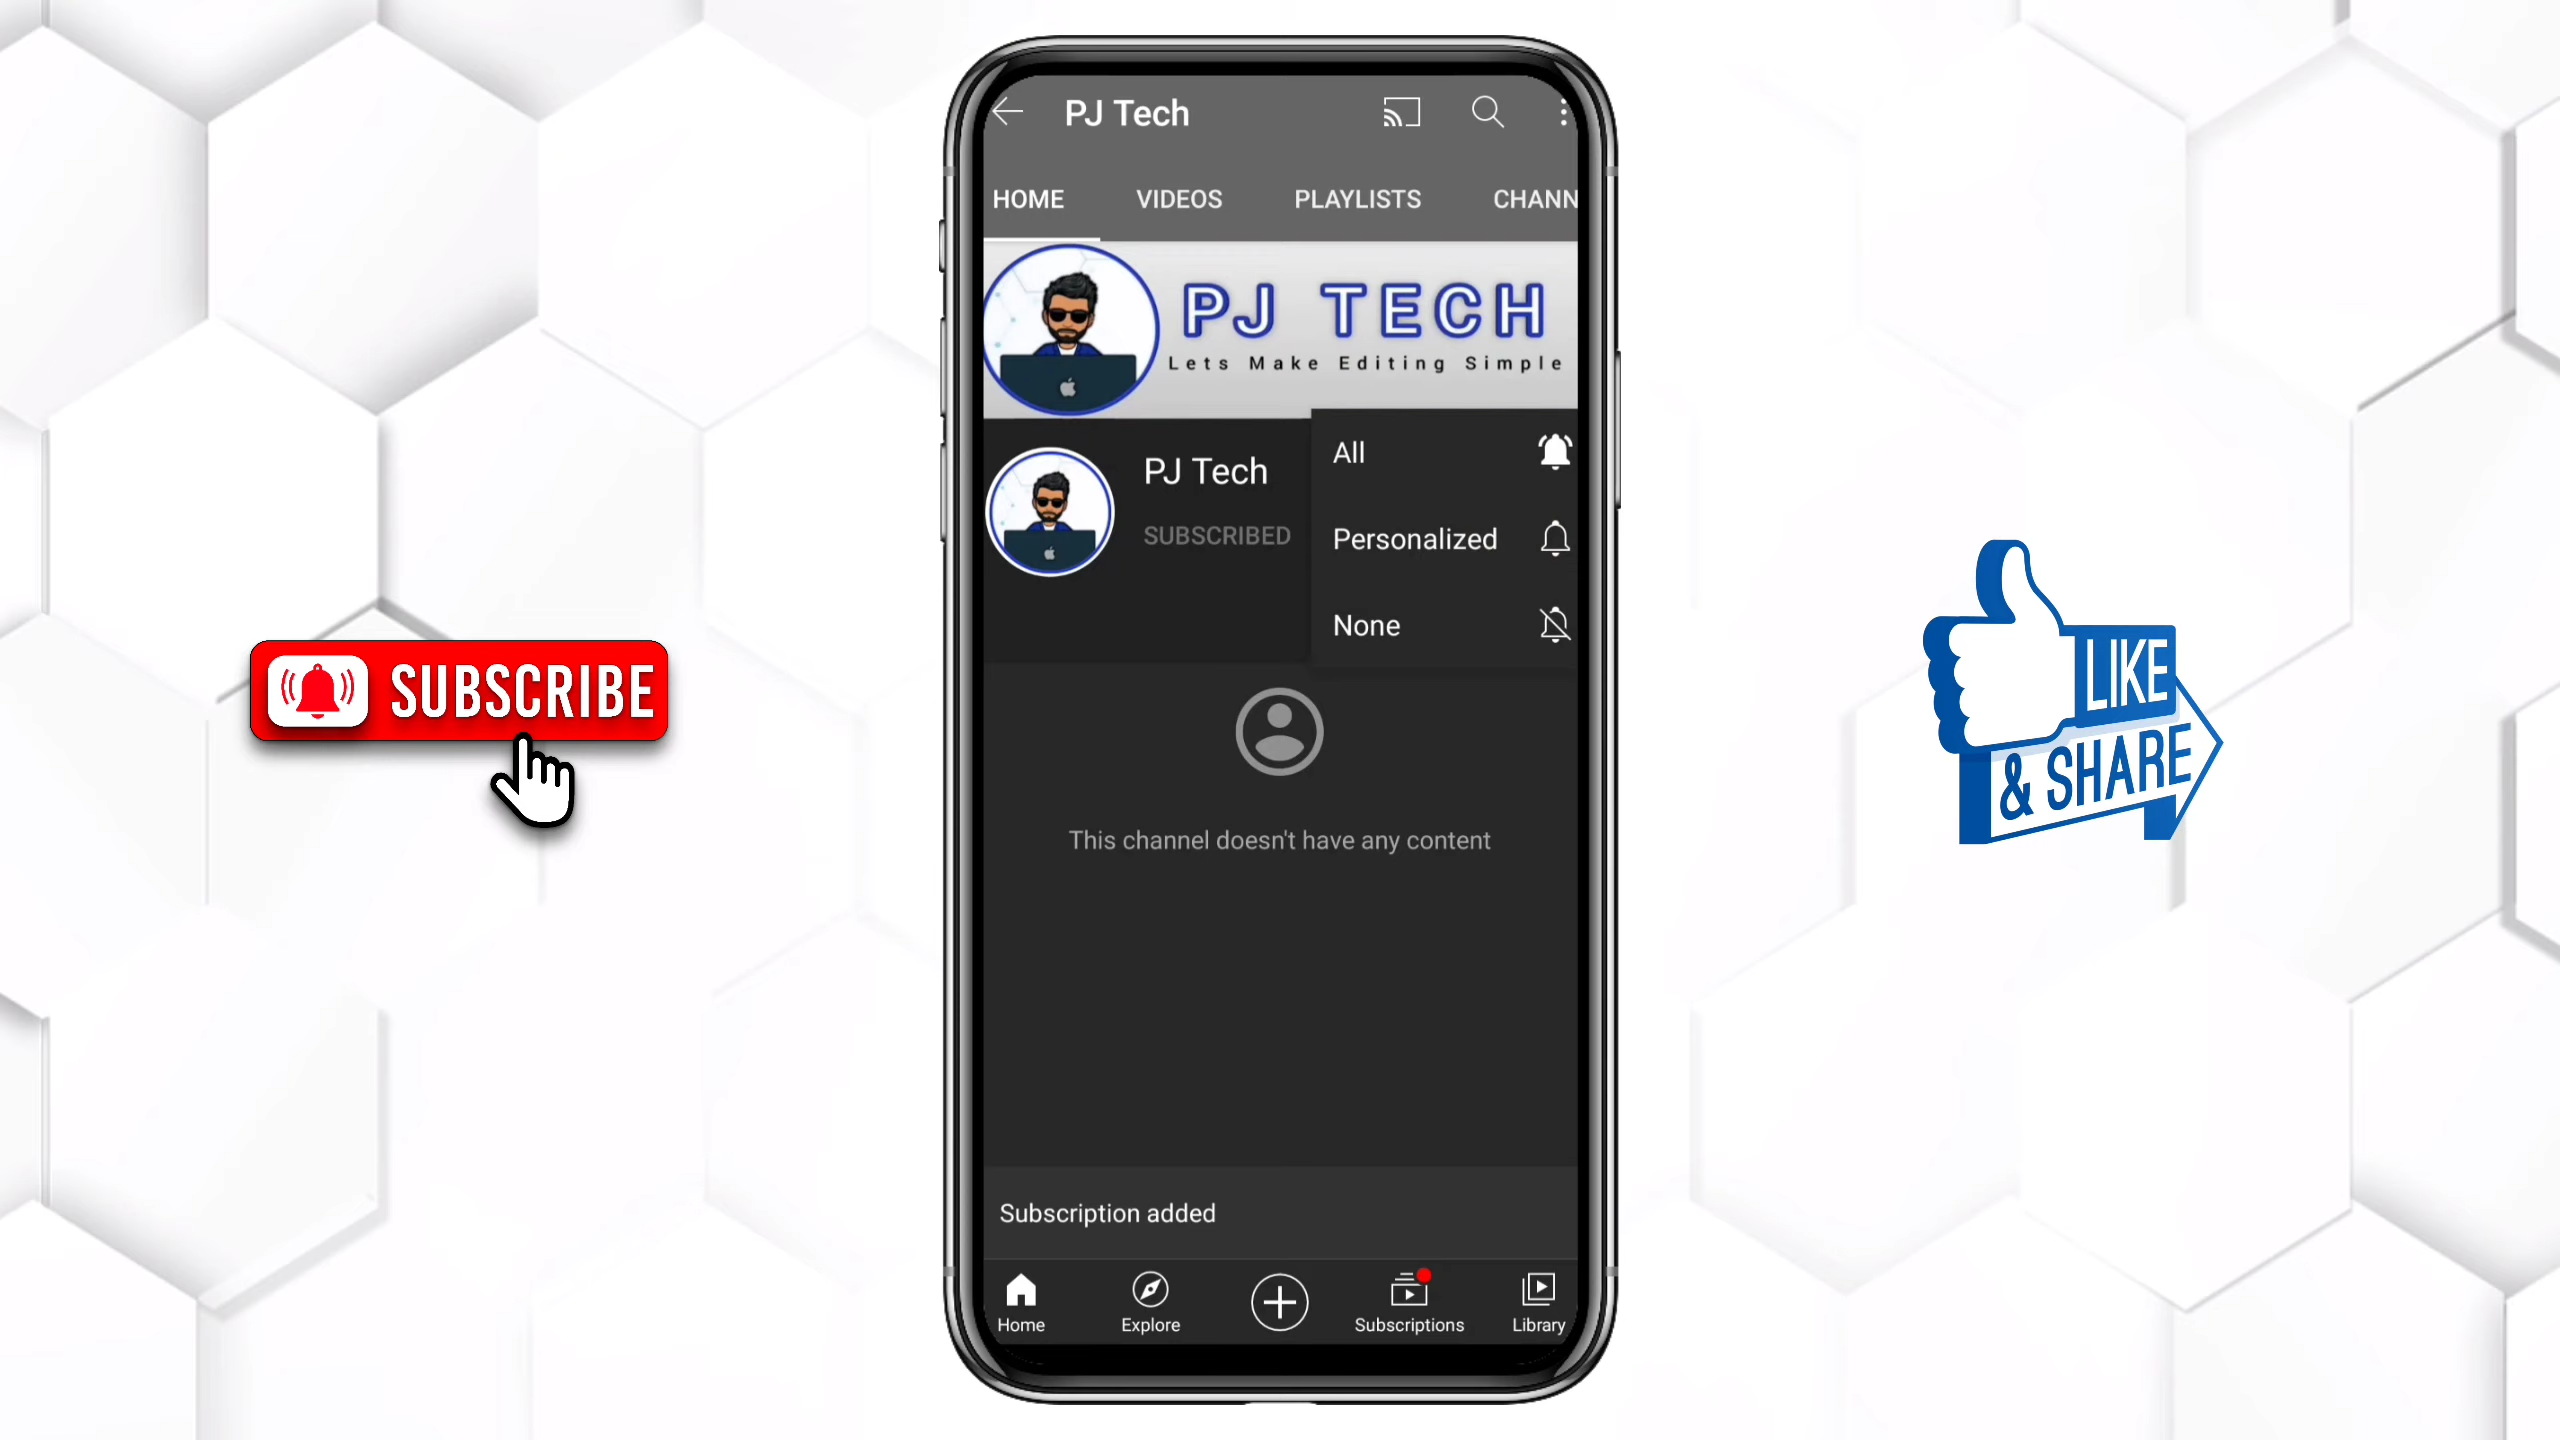 PJ Tech
HOME VIDEOS PLAYLISTS CHANN
PJ TECH
Lets Make Editing Simple
All
PJ Tech
SUBSCRIBED
Personalized
None
This channel doesn't have any content
Subscription added
Home Explore Subscriptions Library
SUBSCRIBE
LIKE
& SHARE